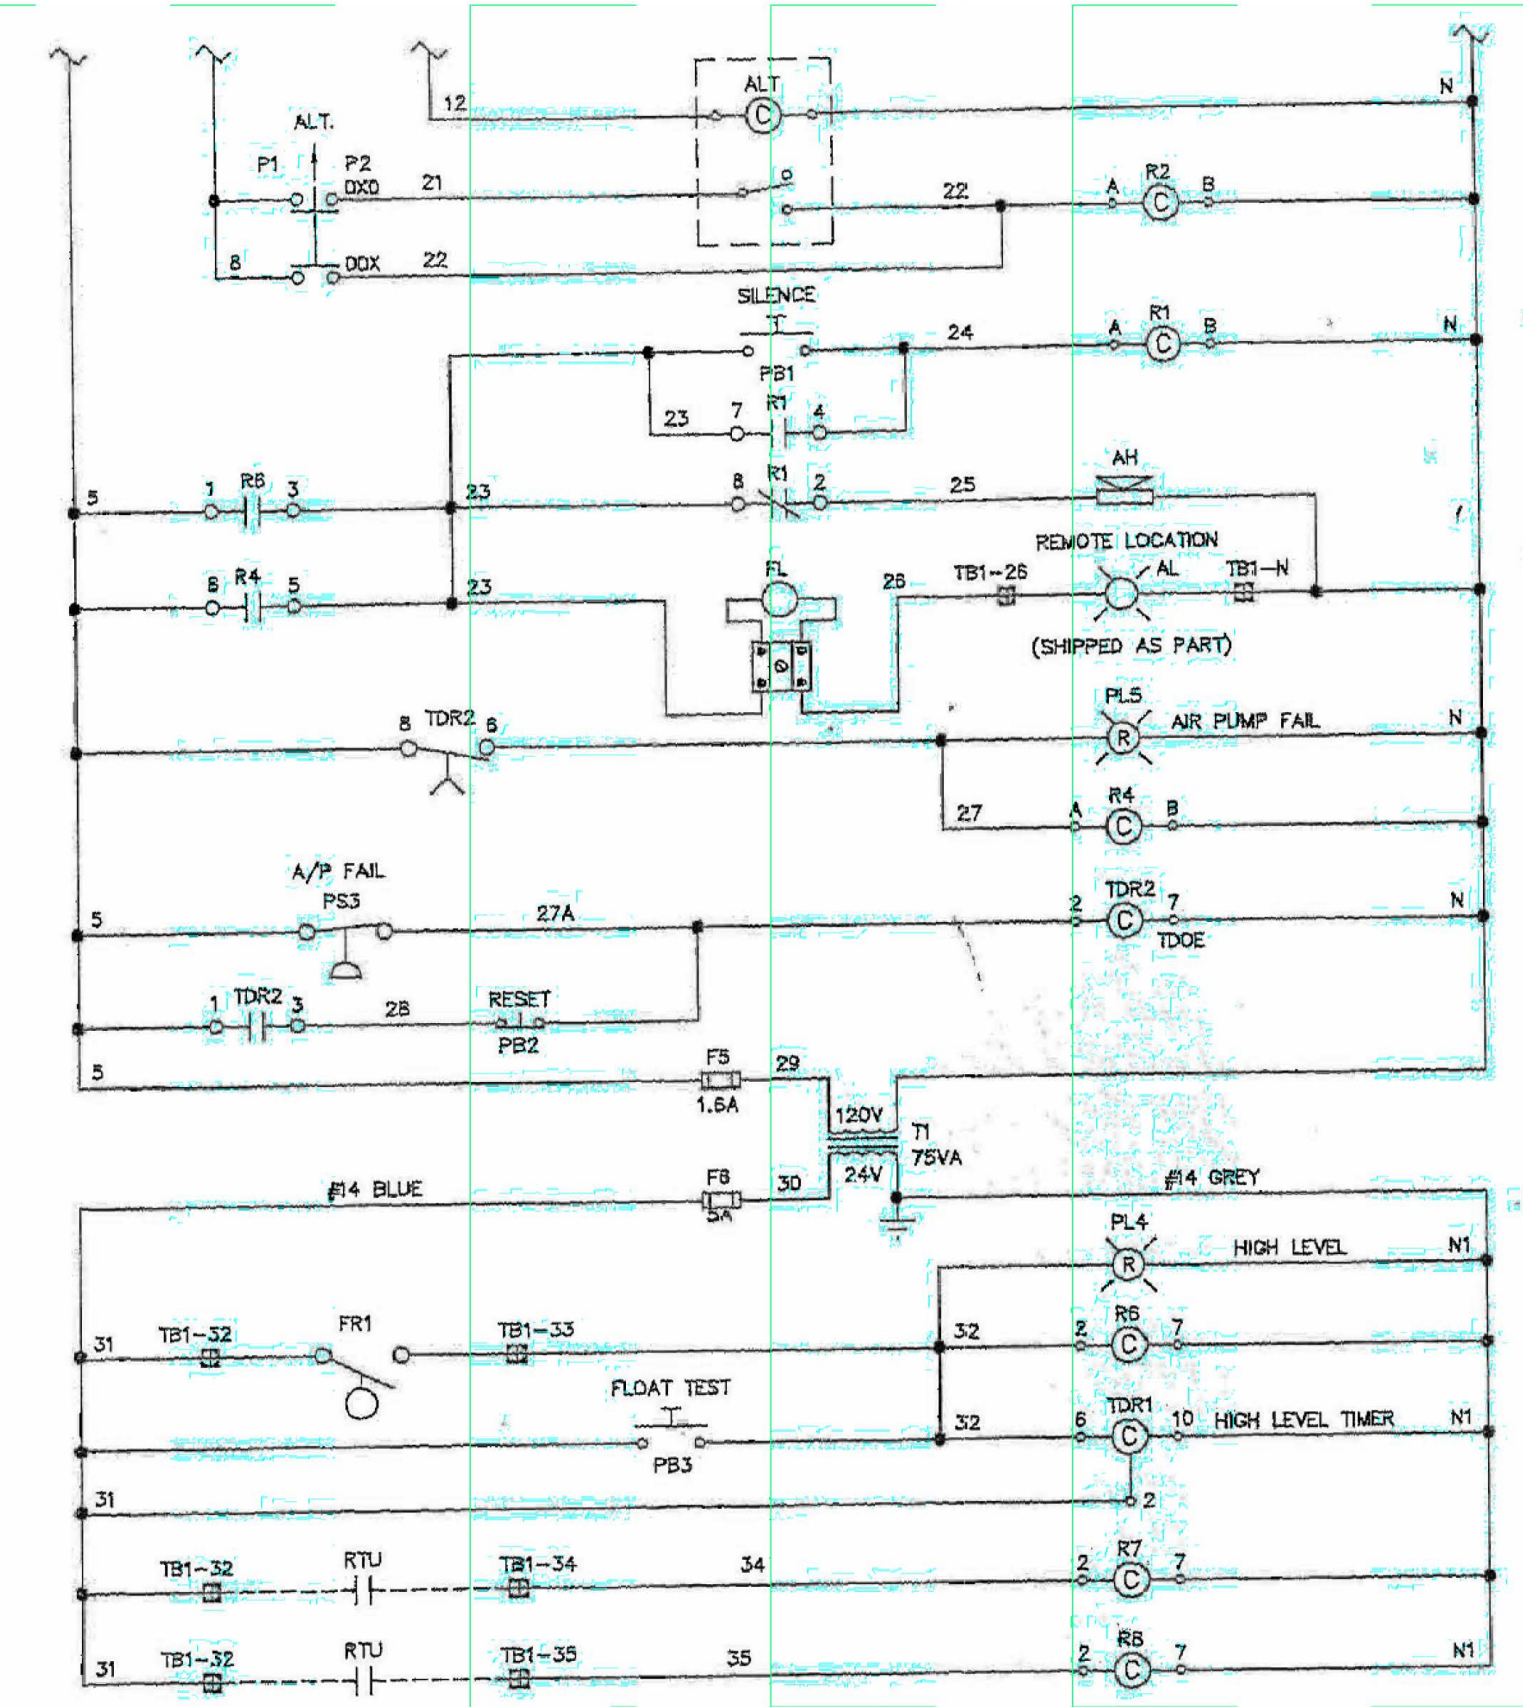 ALT
12
N
C
ALT.
P1
P2
OXO
21
R2
A
B
22
C
8
OOX
22
SILENCE
R1
24
A
B
N
C
PB1
R1
23
7
4
AH
R6
R1
5
1
3
23
8
2
25
REMOTE LOCATION
FL
R4
8
5
23
26
TB1-26
AL
TB1-N
(SHIPPED AS PART)
PL5
TDR2
8
6
R
AIR PUMP FAIL
N
R4
27
A
B
C
A/P FAIL
PS3
TDR2
5
27A
2
7
N
C
TDOE
TDR2
1
3
28
RESET
PB2
F5
5
29
1.6A
120V
T1
75VA
24V
F6
30
#14 BLUE
#14 GREY
5A
PL4
HIGH LEVEL
N1
R
R6
TB1-32
FR1
TB1-33
31
32
2
7
C
FLOAT TEST
TDR1
32
6
10
HIGH LEVEL TIMER
N1
C
PB3
31
2
R7
TB1-32
RTU
TB1-34
34
2
7
C
R8
TB1-32
RTU
TB1-35
35
31
2
7
N1
C